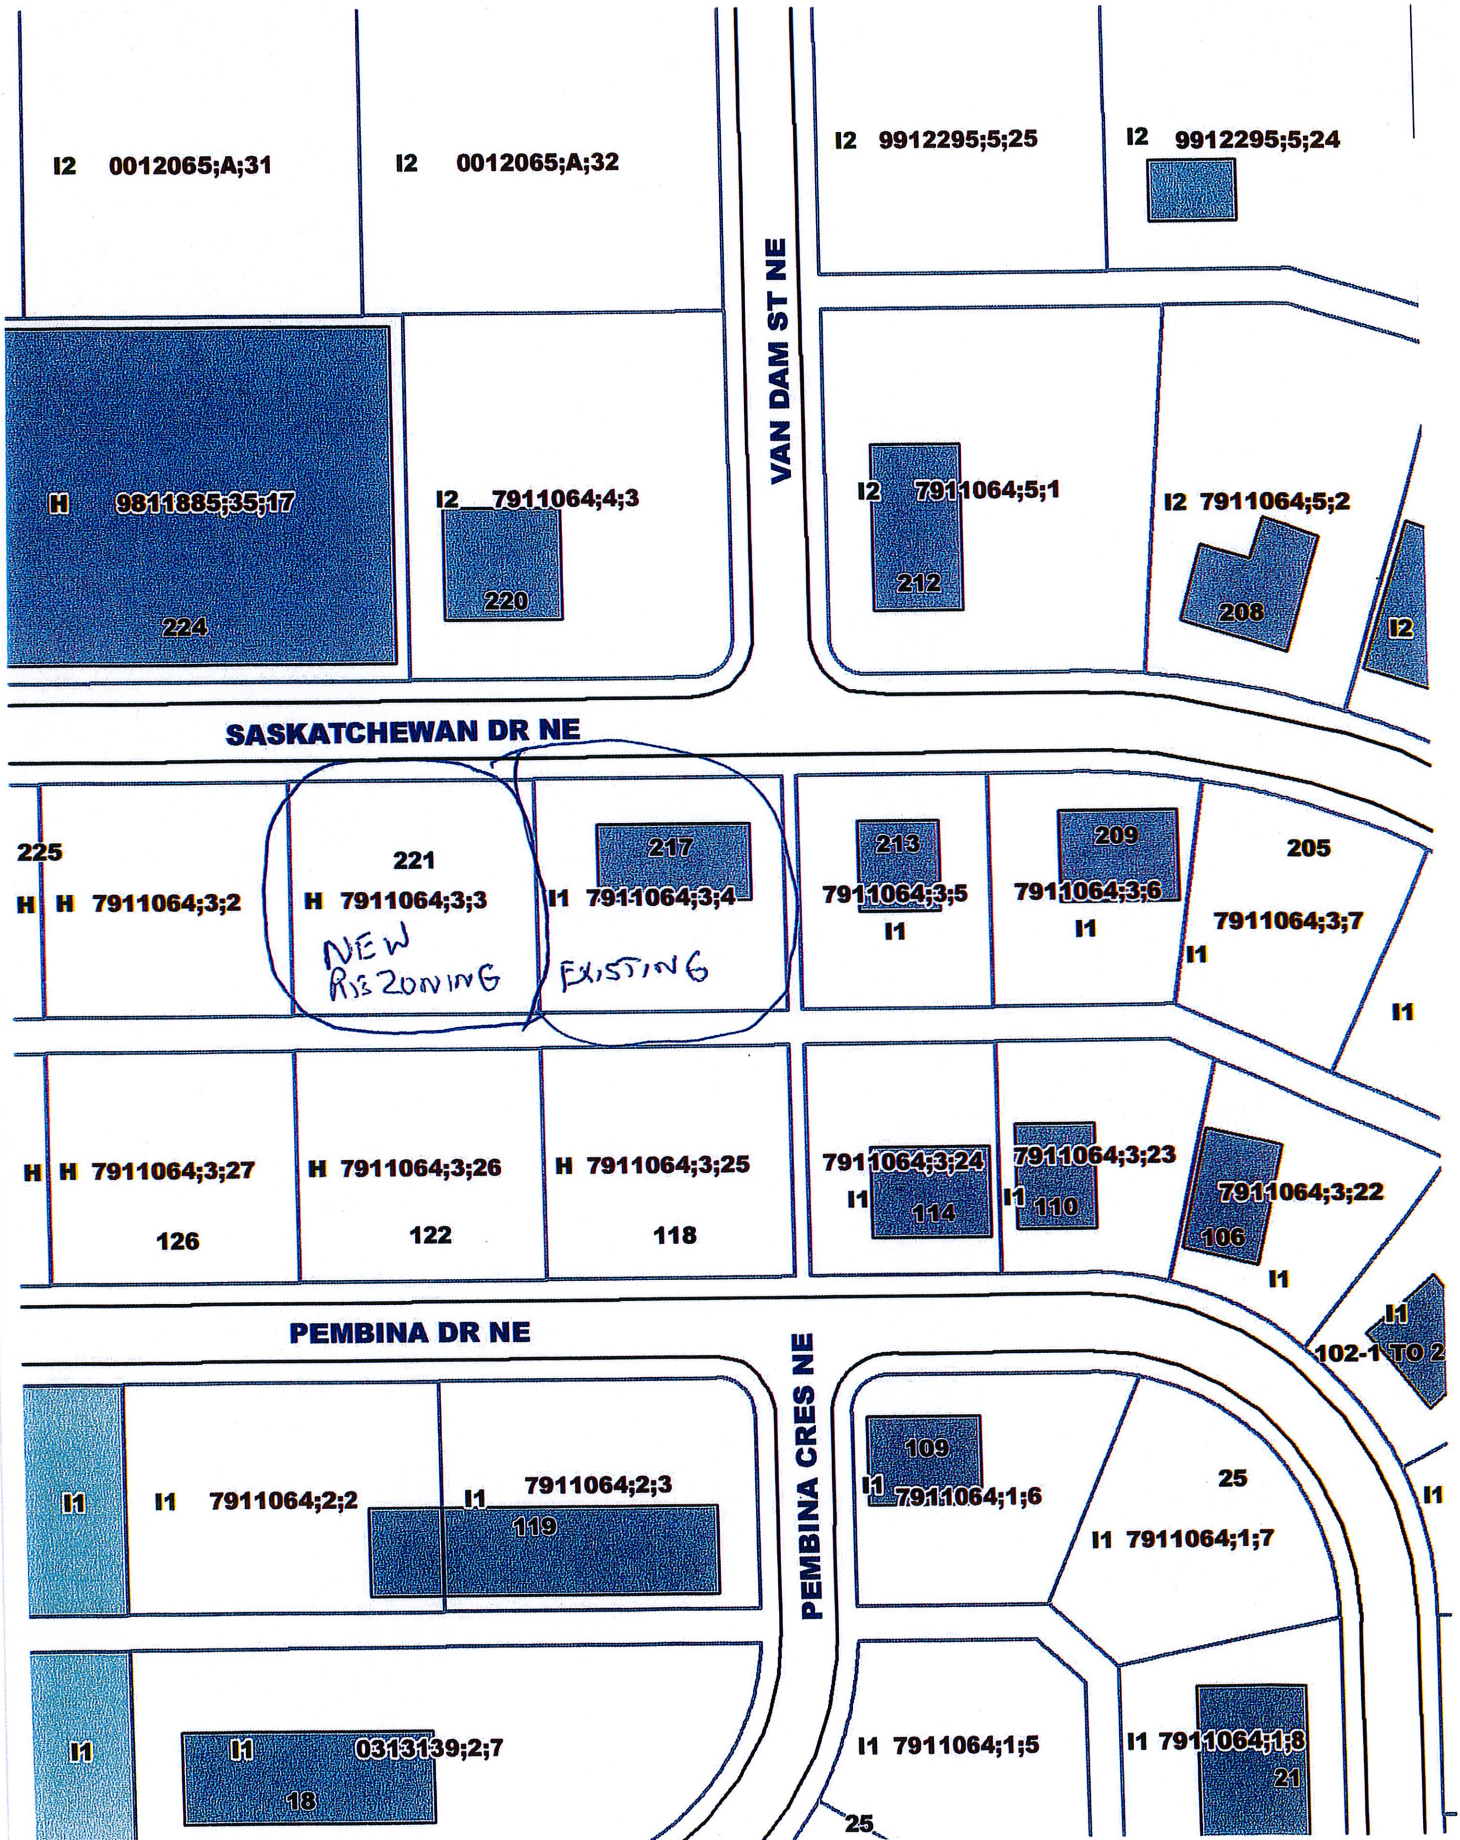 I2 9912295;5;25
I2 9912295;5;24
I2 0012065;A;31
I2 0012065;A;32
VAN DAM ST NE
H 9811885;35;17
224
I2 7911064;4;3
220
I2 7911064;5;1
212
I2 7911064;5;2
208
I2
SASKATCHEWAN DR NE
225
H
H 7911064;3;2
221
H 7911064;3;3
NEW
REZONING
217
I1 7911064;3;4
EXISTING
213
7911064;3;5
I1
209
7911064;3;6
I1
205
7911064;3;7
I1
I1
H
H 7911064;3;27
126
H 7911064;3;26
122
H 7911064;3;25
118
7911064;3;24
I1
114
7911064;3;23
I1
110
7911064;3;22
106
I1
I1
102-1 TO 2
PEMBINA DR NE
PEMBINA CRES NE
I1
I1 7911064;2;2
I1 7911064;2;3
119
109
I1 7911064;1;6
25
I1 7911064;1;7
I1
I1
I1 0313139;2;7
18
I1 7911064;1;5
25
I1 7911064;1;8
21